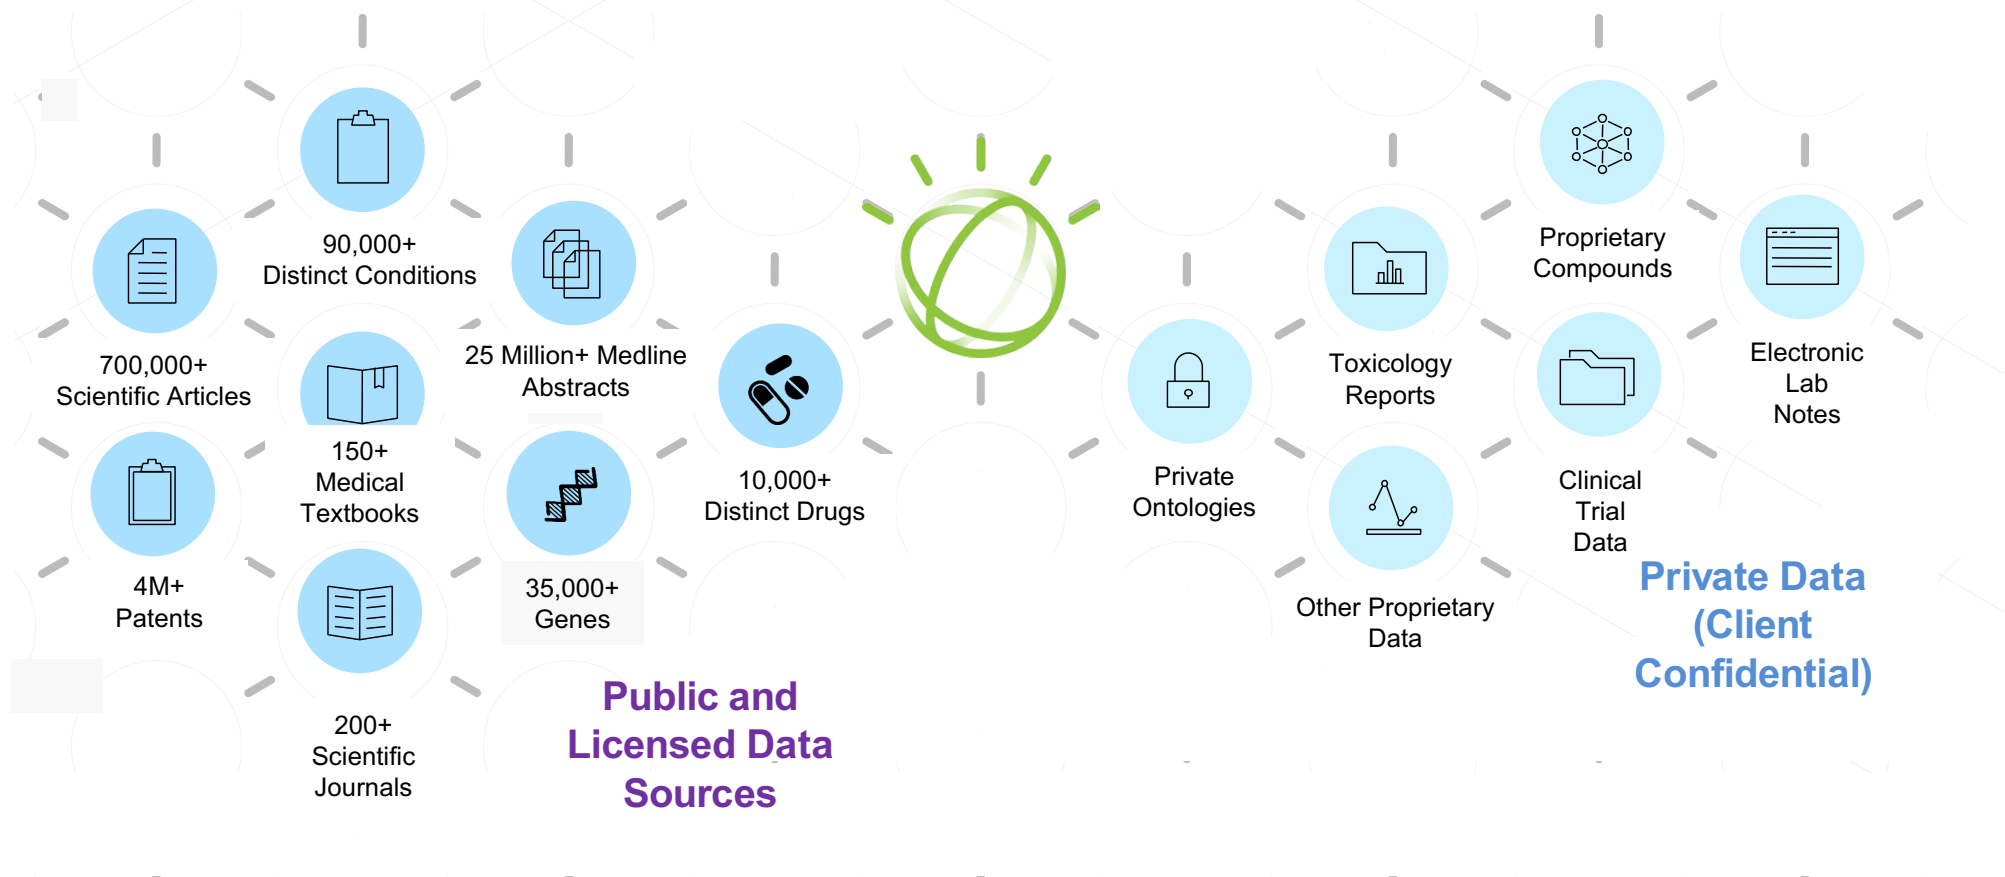 90,000+
Distinct Conditions
700,000+
Scientific Articles
25 Million+ Medline
Abstracts
150+
Medical
Textbooks
10,000+
Distinct Drugs
4M+
Patents
35,000+
Genes
200+
Scientific
Journals
Public and
Licensed Data
Sources
Proprietary
Compounds
Toxicology
Reports
Electronic
Lab
Notes
Private
Ontologies
Clinical
Trial
Data
Other Proprietary
Data
Private Data
(Client
Confidential)